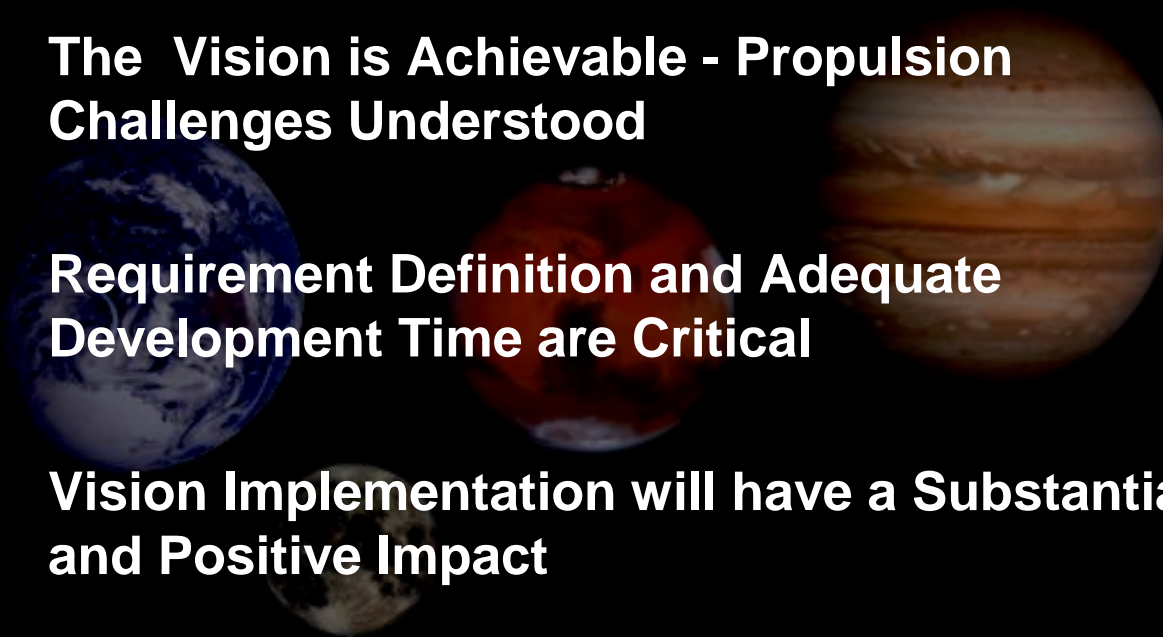 The Vision is Achievable - Propulsion
Challenges Understood
Requirement Definition and Adequate
Development Time are Critical
Vision Implementation will have a Substantia
and Positive Impact